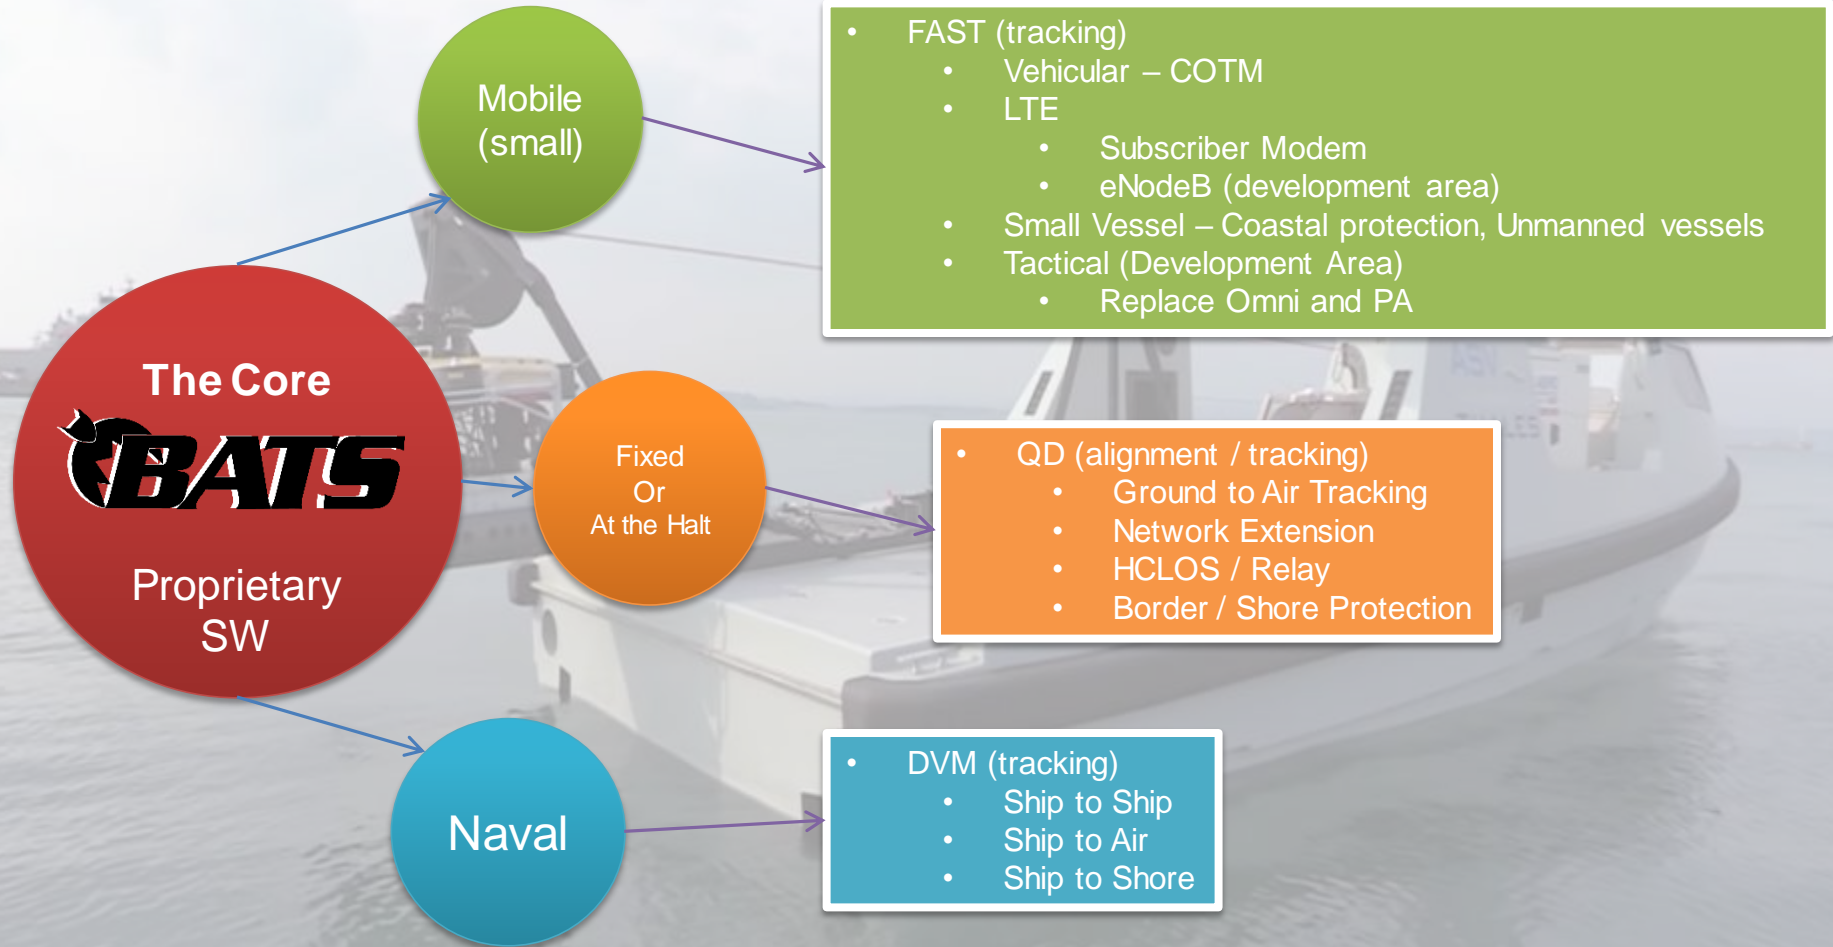 Mobile
(small)
• FAST (tracking)
• Vehicular – COTM
• LTE
• Subscriber Modem
• eNodeB (development area)
• Small Vessel – Coastal protection, Unmanned vessels
• Tactical (Development Area)
• Replace Omni and PA
The Core
BATS
Proprietary
SW
Fixed
Or
At the Halt
• QD (alignment / tracking)
• Ground to Air Tracking
• Network Extension
• HCLOS / Relay
• Border / Shore Protection
Naval
• DVM (tracking)
• Ship to Ship
• Ship to Air
• Ship to Shore